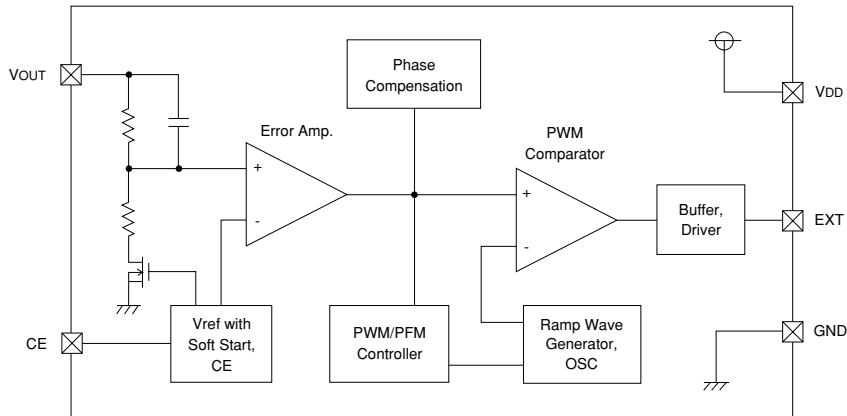 Phase
Compensation
VOUT
VDD
Error Amp.
PWM
Comparator
+
-
+
-
Buffer,
Driver
EXT
Vref with
Soft Start,
CE
PWM/PFM
Controller
Ramp Wave
Generator,
OSC
CE
GND